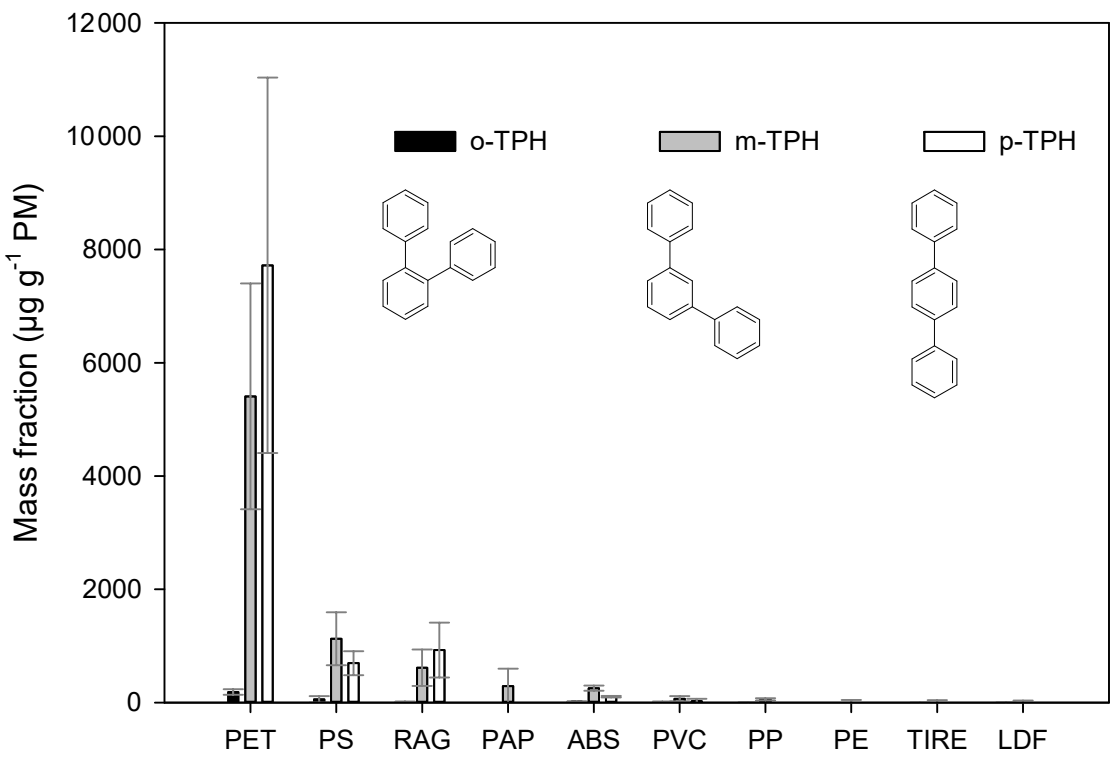 12000
10000
8000
6000
4000
2000
0
Mass fraction (µg g⁻¹ PM)
o-TPH m-TPH p-TPH
PET PS RAG PAP ABS PVC PP PE TIRE LDF